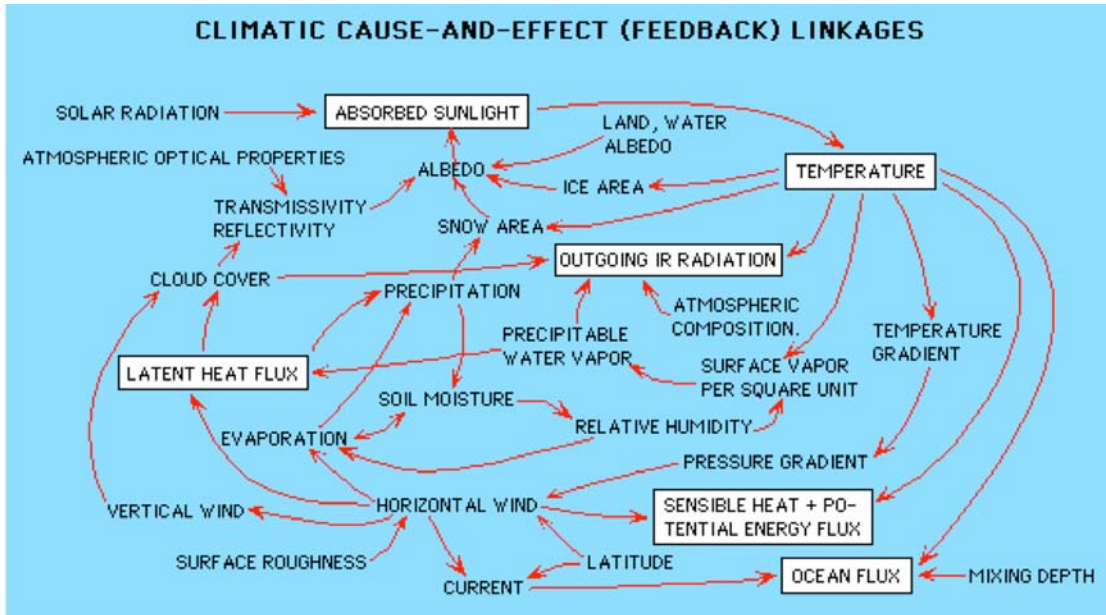 CLIMATIC CAUSE-AND-EFFECT (FEEDBACK) LINKAGES
SOLAR RADIATION
ABSORBED SUNLIGHT
LAND, WATER
ALBEDO
ATMOSPHERIC OPTICAL PROPERTIES
ALBEDO
TEMPERATURE
ICE AREA
TRANSMISSIVITY
REFLECTIVITY
SNOW AREA
OUTGOING IR RADIATION
CLOUD COVER
PRECIPITATION
ATMOSPHERIC
COMPOSITION.
TEMPERATURE
GRADIENT
PRECIPITABLE
WATER VAPOR
SURFACE VAPOR
PER SQUARE UNIT
LATENT HEAT FLUX
SOIL MOISTURE
RELATIVE HUMIDITY
EVAPORATION
PRESSURE GRADIENT
VERTICAL WIND
HORIZONTAL WIND
SENSIBLE HEAT + PO-
TENTIAL ENERGY FLUX
SURFACE ROUGHNESS
LATITUDE
CURRENT
OCEAN FLUX
MIXING DEPTH